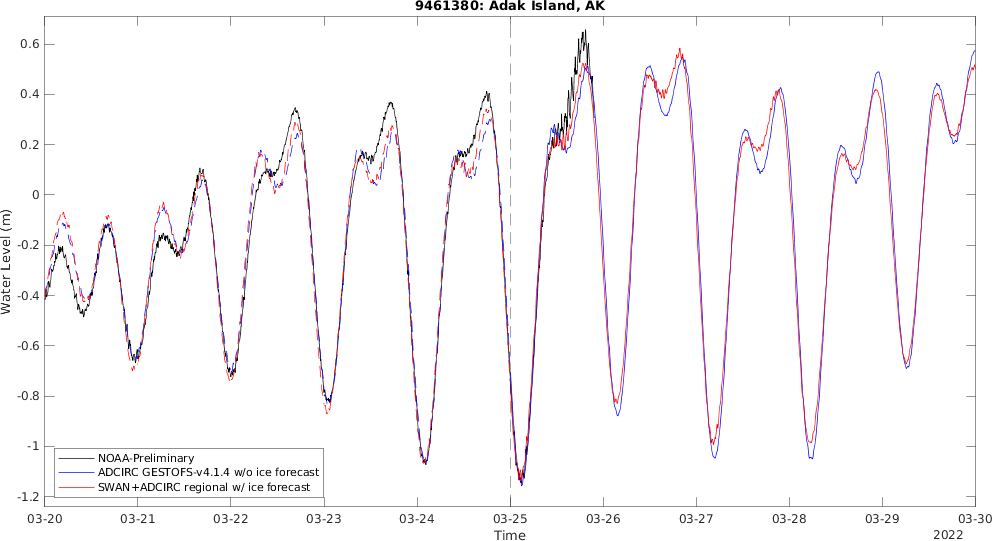 9461380: Adak Island, AK
0.6
0.4
0.2
0
-0.2
-0.4
-0.6
-0.8
-1
-1.2
Water Level (m)
NOAA-Preliminary
ADCIRC GESTOFS-v4.1.4 w/o ice forecast
SWAN+ADCIRC regional w/ ice forecast
03-20 03-21 03-22 03-23 03-24 03-25 03-26 03-27 03-28 03-29 03-30
Time
2022